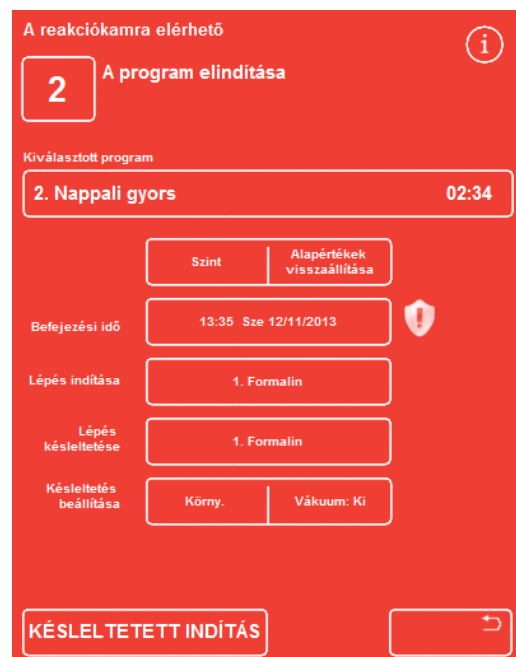 A reakciókamra elérhető
i
2
A program elindítása
Kiválasztott program
2. Nappali gyors 02:34
Szint
Alapértékek
visszaállítása
Befejezési idő
13:35 Sze 12/11/2013
!
Lépés indítása
1. Formalin
Lépés
késleltetése
1. Formalin
Késleltetés
beállítása
Körny.
Vákuum: Ki
KÉSLELTETETT INDÍTÁS